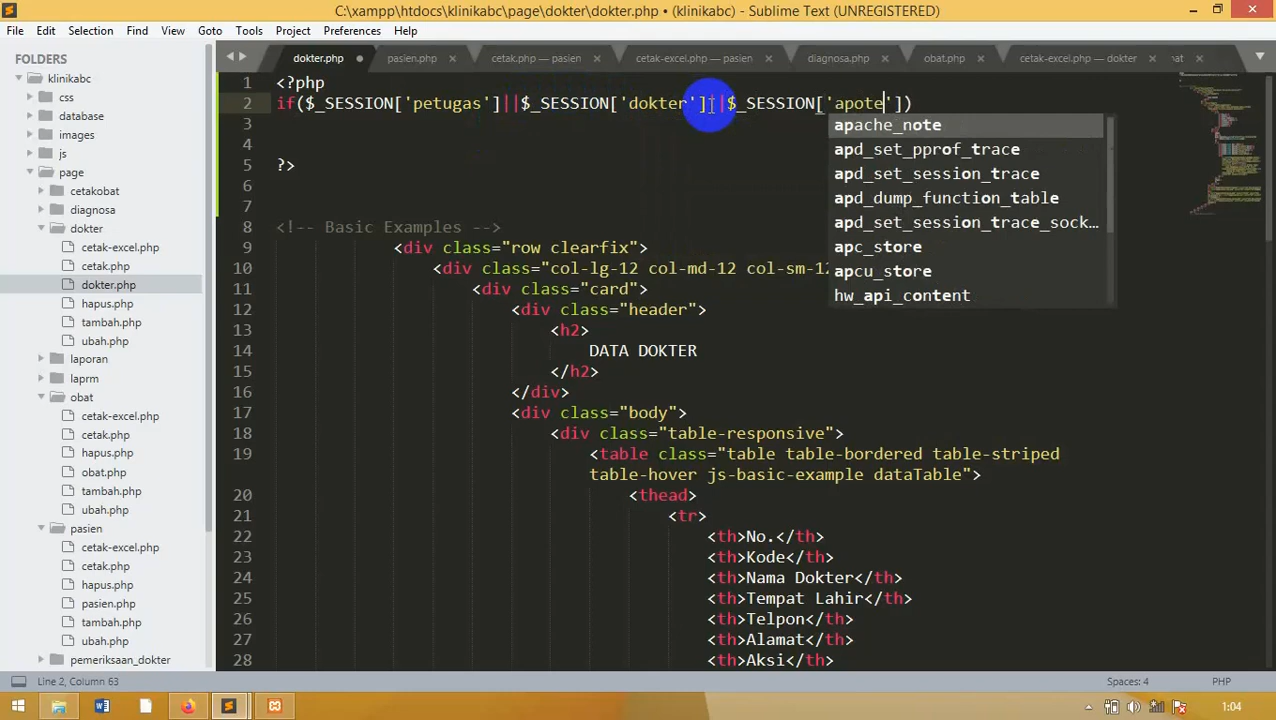 C:\xampp\htdocs\klinikabc\page\dokter\dokter.php • (klinikabc) - Sublime Text (UNREGISTERED)
File Edit Selection Find View Goto Tools Project Preferences Help
FOLDERS
klinikabc
css
database
images
js
page
cetakobat
diagnosa
dokter
cetak-excel.php
cetak.php
dokter.php
hapus.php
tambah.php
ubah.php
laporan
laprm
obat
cetak-excel.php
cetak.php
hapus.php
obat.php
tambah.php
ubah.php
pasien
cetak-excel.php
cetak.php
hapus.php
pasien.php
tambah.php
ubah.php
pemeriksaan_dokter
dokter.php pasien.php cetak.php — pasien cetak-excel.php — pasien diagnosa.php obat.php cetak-excel.php — dokter nat
1 <?php
2 if($_SESSION['petugas']||$_SESSION['dokter']||$_SESSION['apote'])
3
4
5 ?>
6
7
8 <!-- Basic Examples -->
9 <div class="row clearfix">
10 <div class="col-lg-12 col-md-12 col-sm-12
11 <div class="card">
12 <div class="header">
13 <h2>
14 DATA DOKTER
15 </h2>
16 </div>
17 <div class="body">
18 <div class="table-responsive">
19 <table class="table table-bordered table-striped
table-hover js-basic-example dataTable">
20 <thead>
21 <tr>
22 <th>No.</th>
23 <th>Kode</th>
24 <th>Nama Dokter</th>
25 <th>Tempat Lahir</th>
26 <th>Telpon</th>
27 <th>Alamat</th>
28 <th>Aksi</th>
apache_note
apd_set_pprof_trace
apd_set_session_trace
apd_dump_function_table
apd_set_session_trace_sock...
apc_store
apcu_store
hw_api_content
Line 2, Column 63 Spaces: 4 PHP
1:04